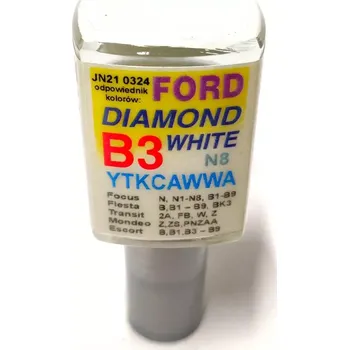 JN21 0324
odpowiednik
kolorów:
FORD
DIAMOND
B3 WHITE
N8
YTKCAWWA
Focus N, N1-N8, B1-B9
Fiesta B,B1 – B9, BK3
Transit 2A, FB, W, Z
Mondeo Z,ZS,PNZAA
Escort B,B1,B3 – B9